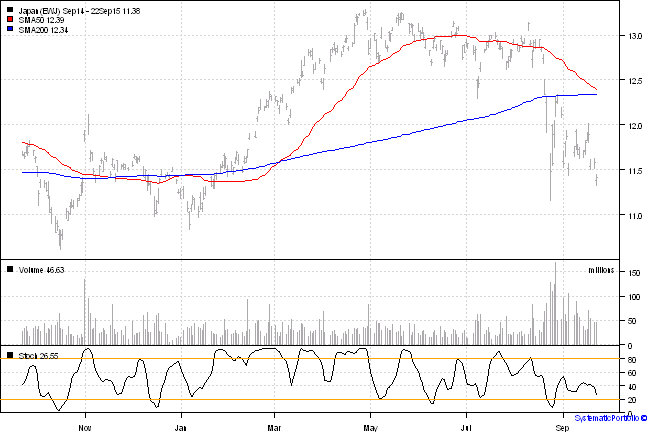 Japan (EWJ) Sep14 - 22Sep15 11.38
SMA50 12.39
SMA200 12.34
13.0
12.5
12.0
11.5
11.0
Volume 46.63
millions
150
100
50
0
Stoch 26.55
80
60
40
20
0
Nov
Jan
Mar
May
Jul
Sep
SystematicPortfolio ©